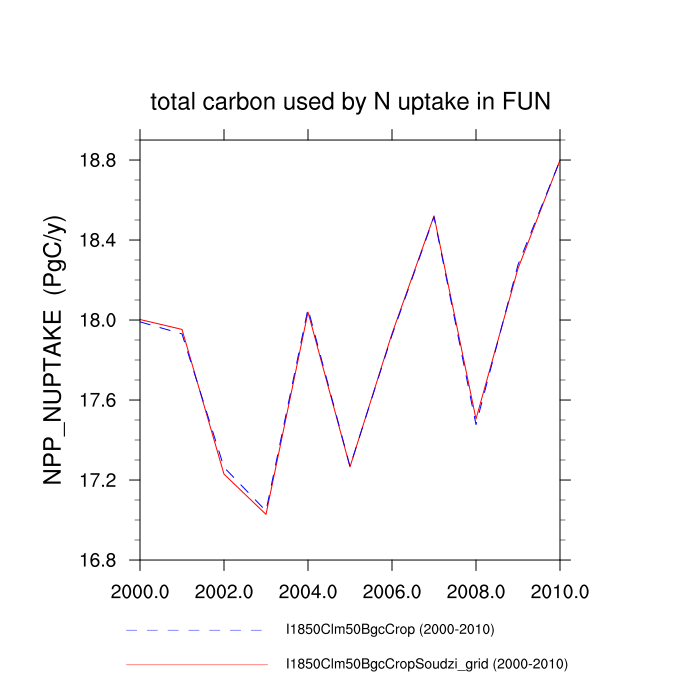 total carbon used by N uptake in FUN
NPP_NUPTAKE (PgC/y)
18.8
18.4
18.0
17.6
17.2
16.8
2000.0 2002.0 2004.0 2006.0 2008.0 2010.0
I1850Clm50BgcCrop (2000-2010)
I1850Clm50BgcCropSoudzi_grid (2000-2010)